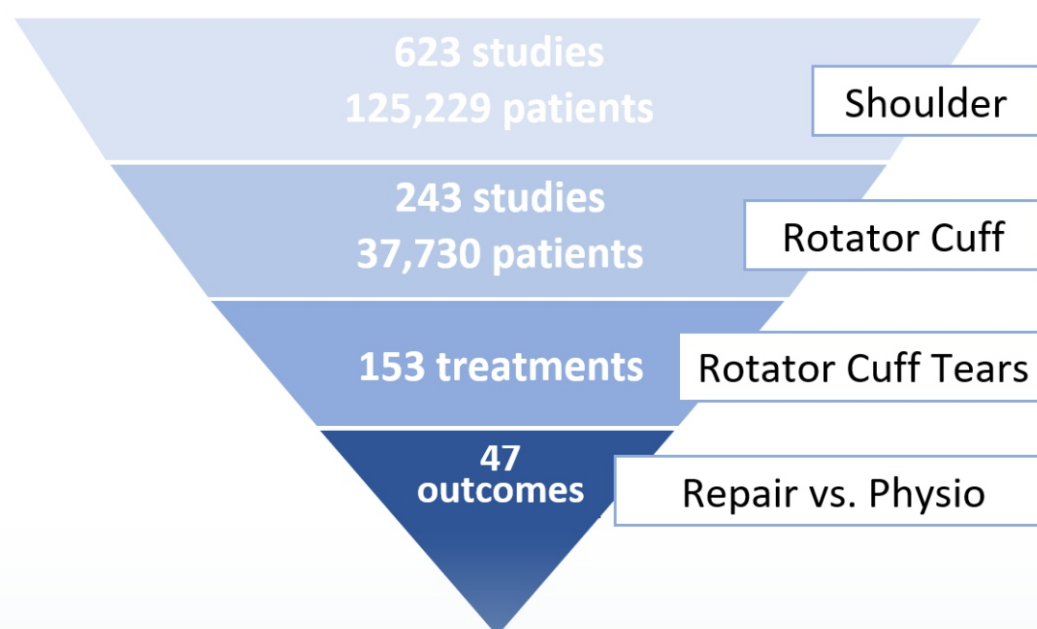 623 studies
125,229 patients
Shoulder
243 studies
37,730 patients
Rotator Cuff
153 treatments
Rotator Cuff Tears
47
outcomes
Repair vs. Physio